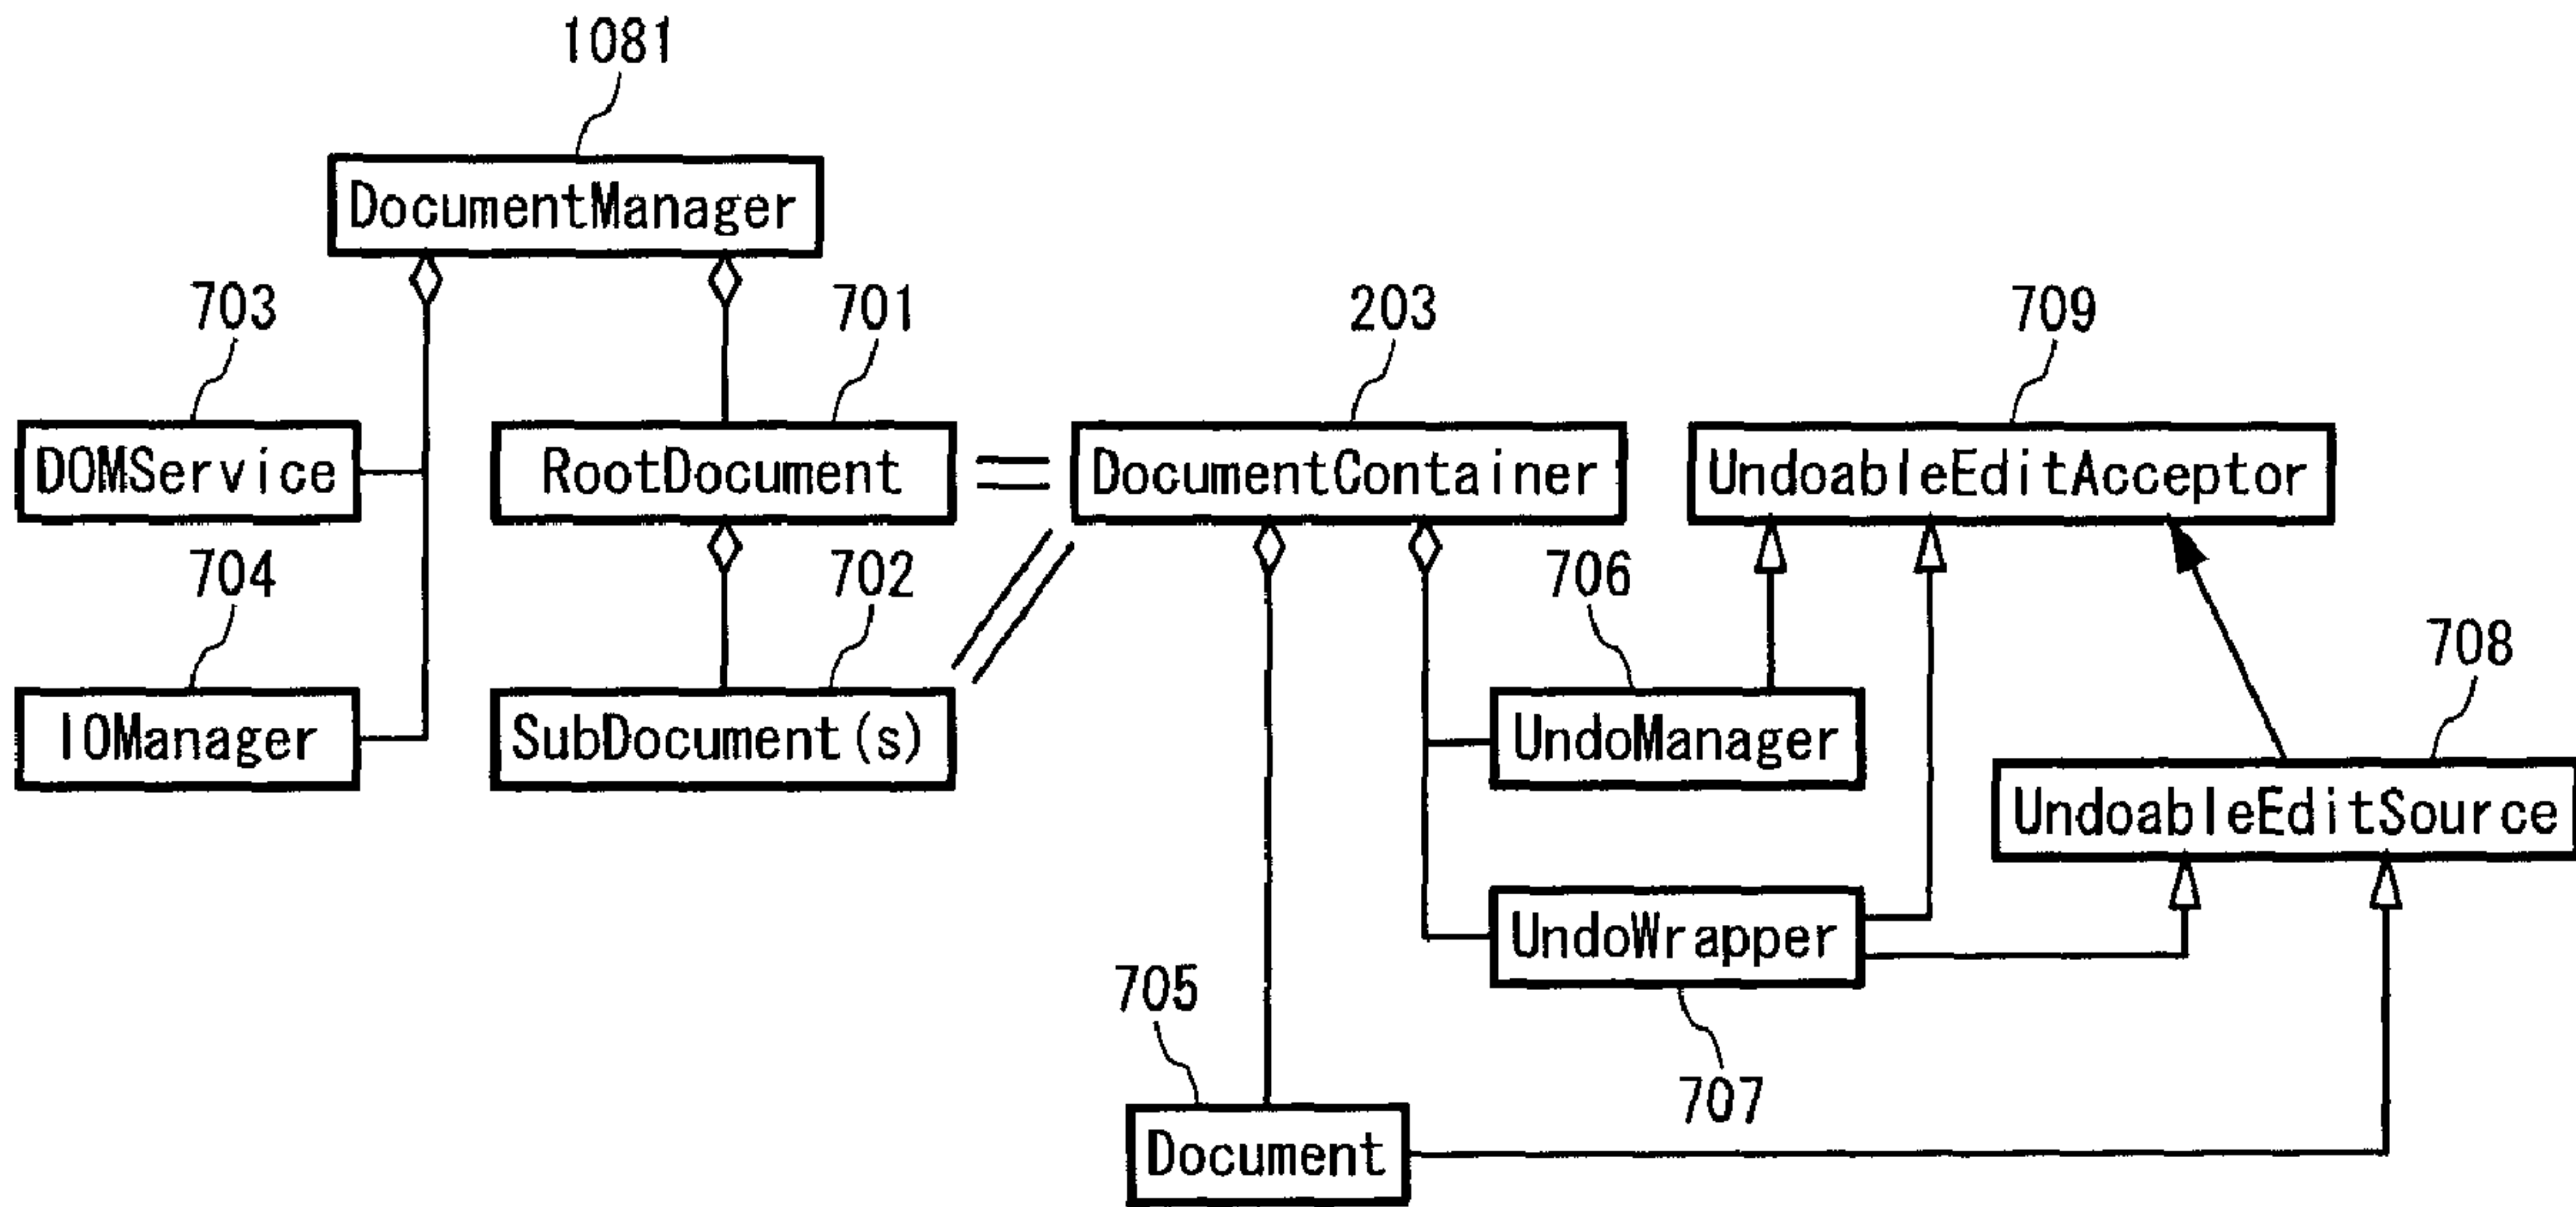 1081
DocumentManager
703
701
203
709
DOMService
RootDocument
DocumentContainer
UndoableEditAcceptor
704
702
706
708
IOManager
SubDocument(s)
UndoManager
UndoableEditSource
UndoWrapper
705
707
Document